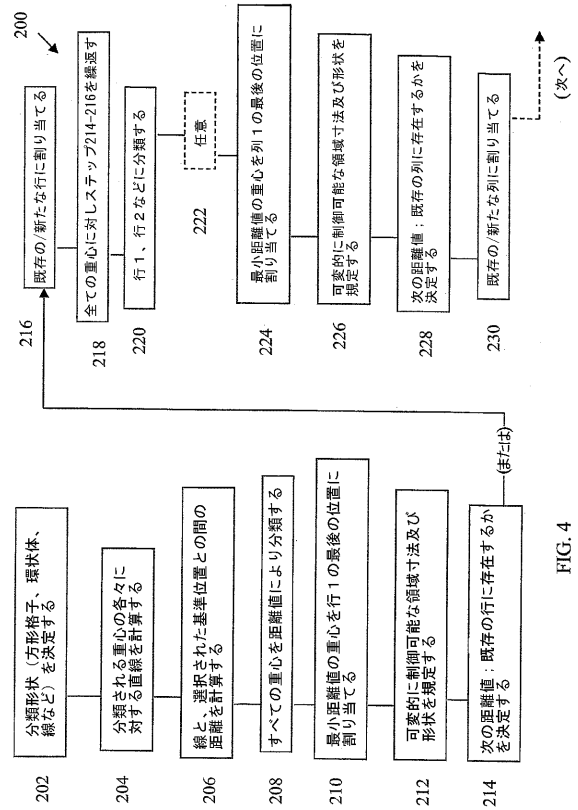 200
202
分類形状（方形格子、環状体、
線など）を決定する
204
分類される重心の各々に
対する直線を計算する
206
線と、選択された基準位置との間の
距離を計算する
208
すべての重心を距離値により分類する
210
最小距離値の重心を行１の最後の位置に
割り当てる
212
可変的に制御可能な領域寸法及び
形状を規定する
214
次の距離値；既存の行に存在するか
を決定する
(または)
216
既存の/新たな行に割り当てる
218
全ての重心に対しステップ214-216を繰返す
220
行１、行２などに分類する
222
任意
224
最小距離値の重心を列１の最後の位置に
割り当てる
226
可変的に制御可能な領域寸法及び形状を
規定する
228
次の距離値；既存の列に存在するかを
決定する
230
既存の/新たな列に割り当てる
(次へ)
FIG. 4